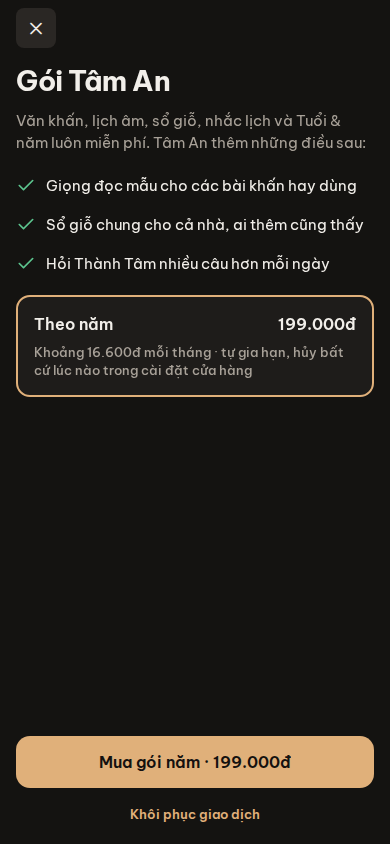 Gói Tâm An
Văn khấn, lịch âm, sổ giỗ, nhắc lịch và Tuổi &
năm luôn miễn phí. Tâm An thêm những điều sau:
Giọng đọc mẫu cho các bài khấn hay dùng
Sổ giỗ chung cho cả nhà, ai thêm cũng thấy
Hỏi Thành Tâm nhiều câu hơn mỗi ngày
Theo năm 199.000đ
Khoảng 16.600đ mỗi tháng · tự gia hạn, hủy bất
cứ lúc nào trong cài đặt cửa hàng
Mua gói năm · 199.000đ
Khôi phục giao dịch